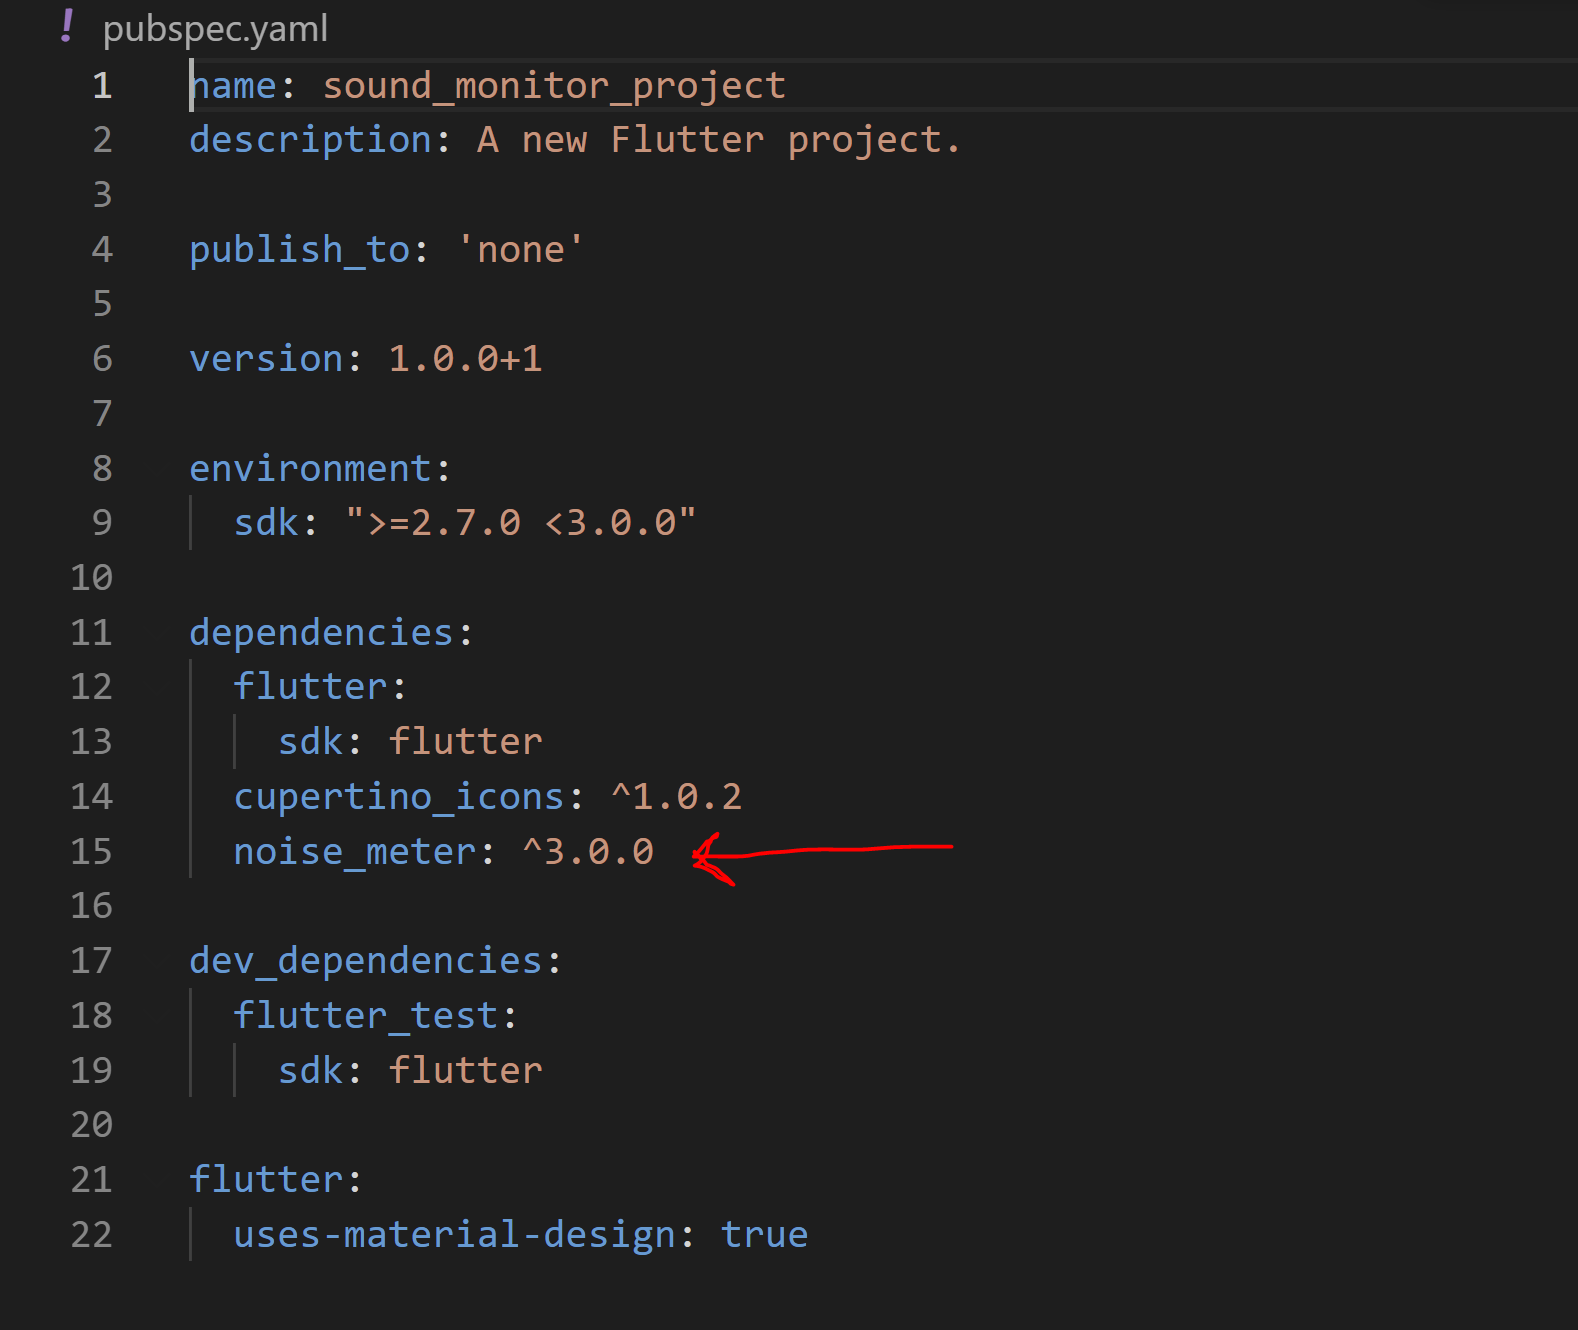 ! pubspec.yaml
1 name: sound_monitor_project
2 description: A new Flutter project.
3
4 publish_to: 'none'
5
6 version: 1.0.0+1
7
8 environment:
9   sdk: ">=2.7.0 <3.0.0"
10
11 dependencies:
12   flutter:
13     sdk: flutter
14   cupertino_icons: ^1.0.2
15   noise_meter: ^3.0.0
16
17 dev_dependencies:
18   flutter_test:
19     sdk: flutter
20
21 flutter:
22   uses-material-design: true